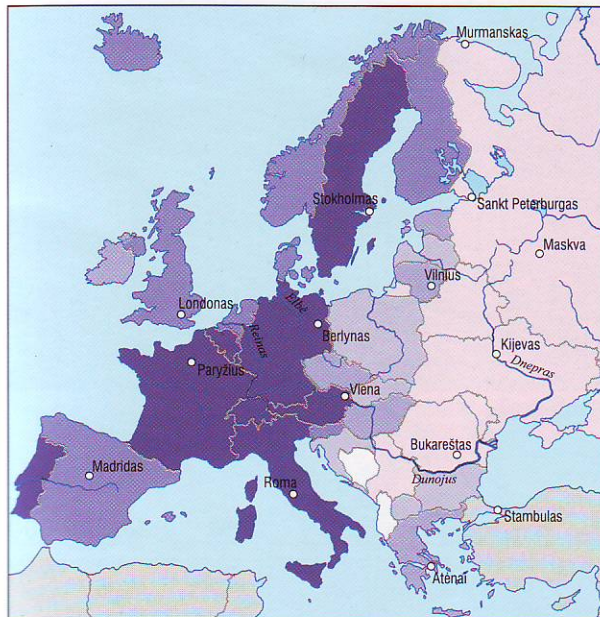 Murmanskas
Stokholmas
Sankt Peterburgas
Maskva
Vilnius
Londonas
Elbė
Berlynas
Reinas
Paryžius
Kijevas
Dnepras
Viena
Bukareštas
Madridas
Dunojus
Roma
Stambulas
Atėnai